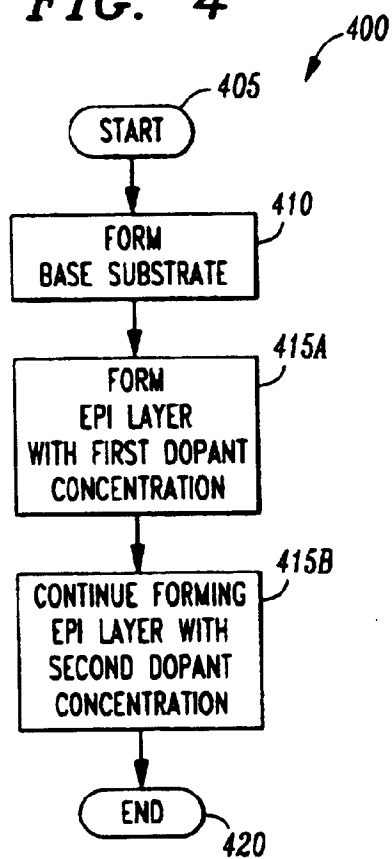 FIG. 4
400
405
START
410
FORM
BASE SUBSTRATE
415A
FORM
EPI LAYER
WITH FIRST DOPANT
CONCENTRATION
415B
CONTINUE FORMING
EPI LAYER WITH
SECOND DOPANT
CONCENTRATION
END
420